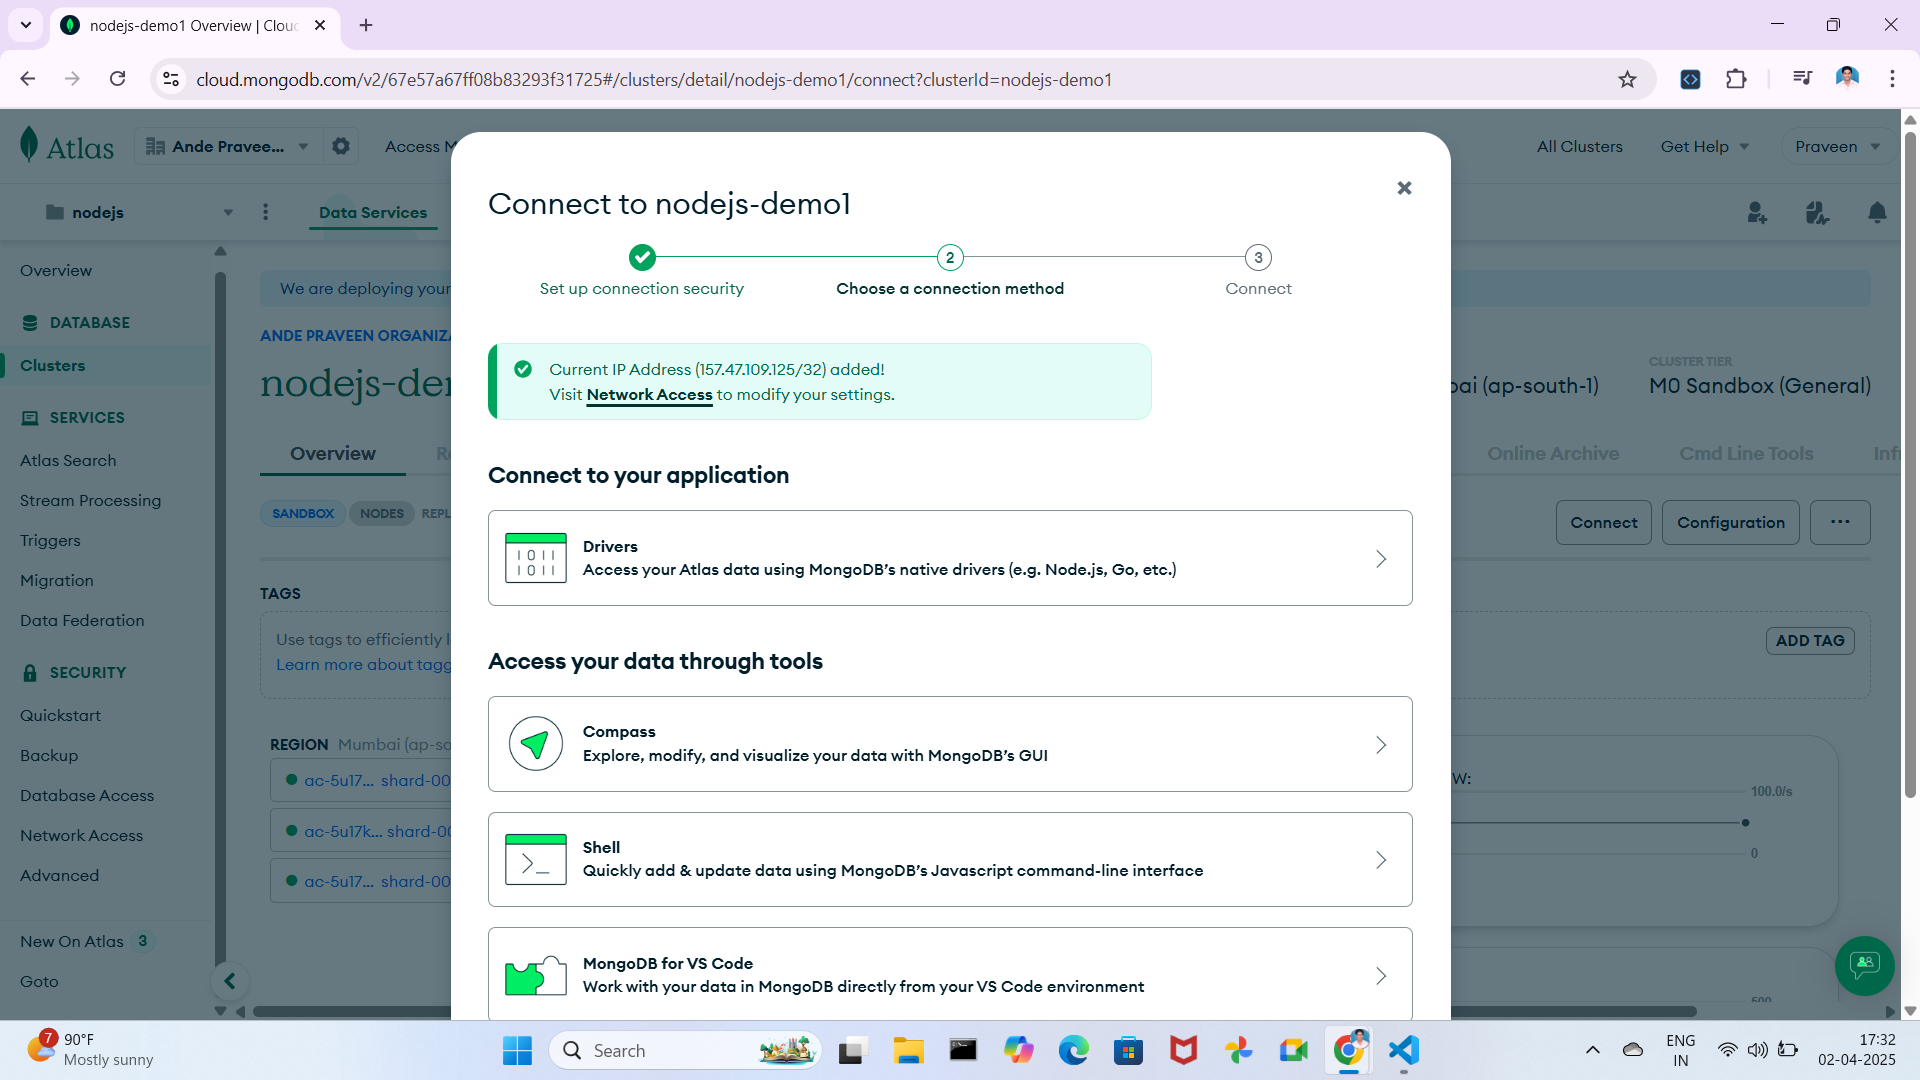 nodejs-demo1 Overview | Clou
cloud.mongodb.com/v2/67e57a67ff08b83293f31725#/clusters/detail/nodejs-demo1/connect?clusterId=nodejs-demo1
Atlas
Ande Pravee...
Access M
All Clusters
Get Help
Praveen
nodejs
Data Services
Overview
DATABASE
Clusters
SERVICES
Atlas Search
Stream Processing
Triggers
Migration
Data Federation
SECURITY
Quickstart
Backup
Database Access
Network Access
Advanced
New On Atlas 3
Goto
We are deploying your
ANDE PRAVEEN ORGANIZA
nodejs-de
Overview
SANDBOX
NODES
REPL
TAGS
Use tags to efficiently l
Learn more about tagg
REGION Mumbai (ap-so
ac-5u17... shard-00
ac-5u17k... shard-00
ac-5u17... shard-00
Connect to nodejs-demo1
2
3
Set up connection security
Choose a connection method
Connect
Current IP Address (157.47.109.125/32) added!
Visit Network Access to modify your settings.
Connect to your application
Drivers
Access your Atlas data using MongoDB’s native drivers (e.g. Node.js, Go, etc.)
Access your data through tools
Compass
Explore, modify, and visualize your data with MongoDB’s GUI
Shell
Quickly add & update data using MongoDB’s Javascript command-line interface
MongoDB for VS Code
Work with your data in MongoDB directly from your VS Code environment
CLUSTER TIER
bai (ap-south-1)
M0 Sandbox (General)
Online Archive
Cmd Line Tools
Inf
Connect
Configuration
...
ADD TAG
W:
100.0/s
0
7
90°F
Mostly sunny
Search
ENG
IN
17:32
02-04-2025